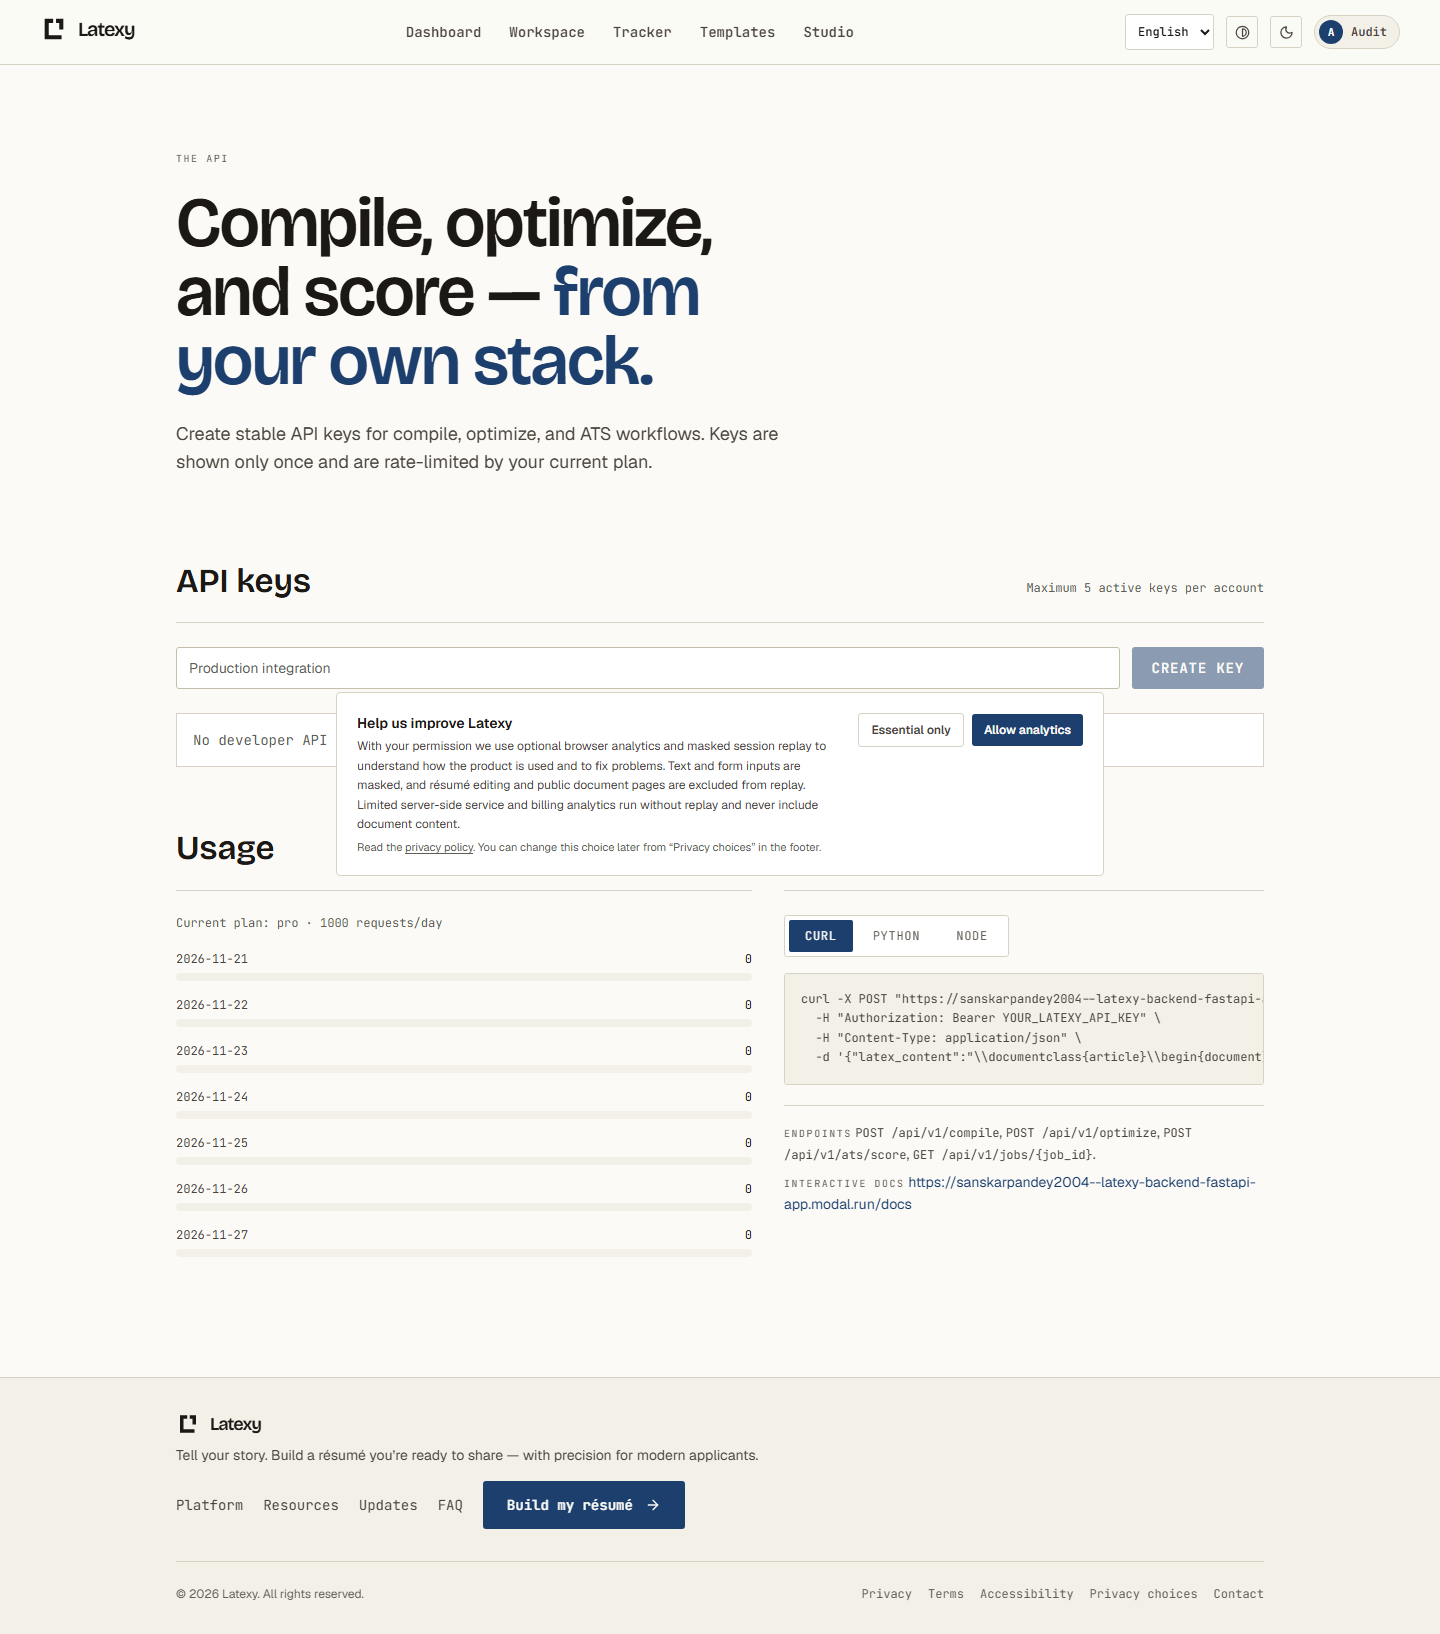 Latexy
Dashboard
Workspace
Tracker
Templates
Studio
English
A
Audit
THE API
Compile, optimize,
and score — from
your own stack.
Create stable API keys for compile, optimize, and ATS workflows. Keys are
shown only once and are rate-limited by your current plan.
API keys
Maximum 5 active keys per account
Production integration
CREATE KEY
No developer API
Help us improve Latexy
With your permission we use optional browser analytics and masked session replay to
understand how the product is used and to fix problems. Text and form inputs are
masked, and résumé editing and public document pages are excluded from replay.
Limited server-side service and billing analytics run without replay and never include
document content.
Read the privacy policy. You can change this choice later from “Privacy choices” in the footer.
Essential only
Allow analytics
Usage
Current plan: pro · 1000 requests/day
2026-11-21 0
2026-11-22 0
2026-11-23 0
2026-11-24 0
2026-11-25 0
2026-11-26 0
2026-11-27 0
CURL
PYTHON
NODE
curl -X POST "https://sanskarpandey2004--latexy-backend-fastapi-
-H "Authorization: Bearer YOUR_LATEXY_API_KEY" \
-H "Content-Type: application/json" \
-d '{"latex_content":"\\documentclass{article}\\begin{document
ENDPOINTS POST /api/v1/compile, POST /api/v1/optimize, POST
/api/v1/ats/score, GET /api/v1/jobs/{job_id}.
INTERACTIVE DOCS https://sanskarpandey2004--latexy-backend-fastapi-
app.modal.run/docs
Latexy
Tell your story. Build a résumé you’re ready to share — with precision for modern applicants.
Platform
Resources
Updates
FAQ
Build my résumé →
© 2026 Latexy. All rights reserved.
Privacy
Terms
Accessibility
Privacy choices
Contact